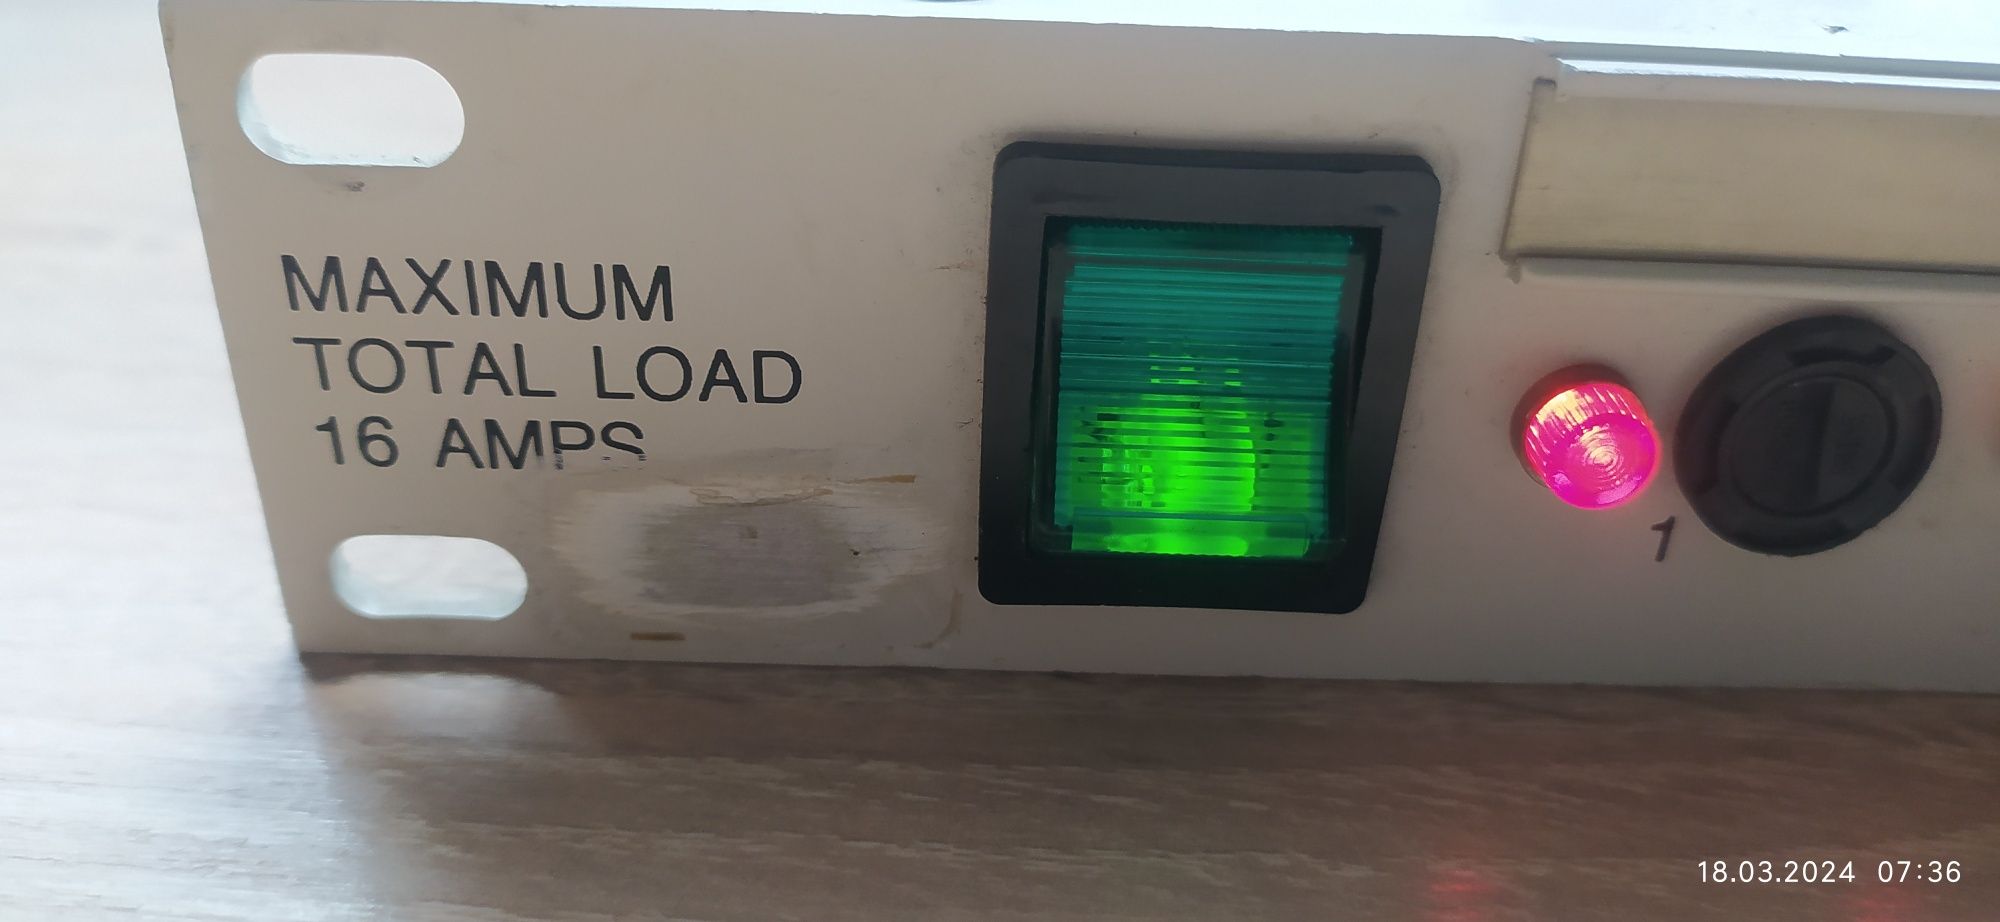 MAXIMUM
TOTAL LOAD
16 AMPS
1
18.03.2024 07:36